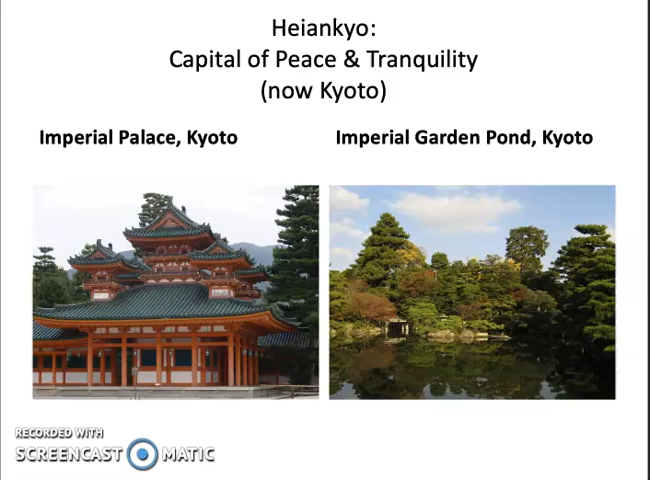 Heiankyo:
Capital of Peace & Tranquility
(now Kyoto)
Imperial Palace, Kyoto
Imperial Garden Pond, Kyoto
RECORDED WITH
SCREENCAST MATIC